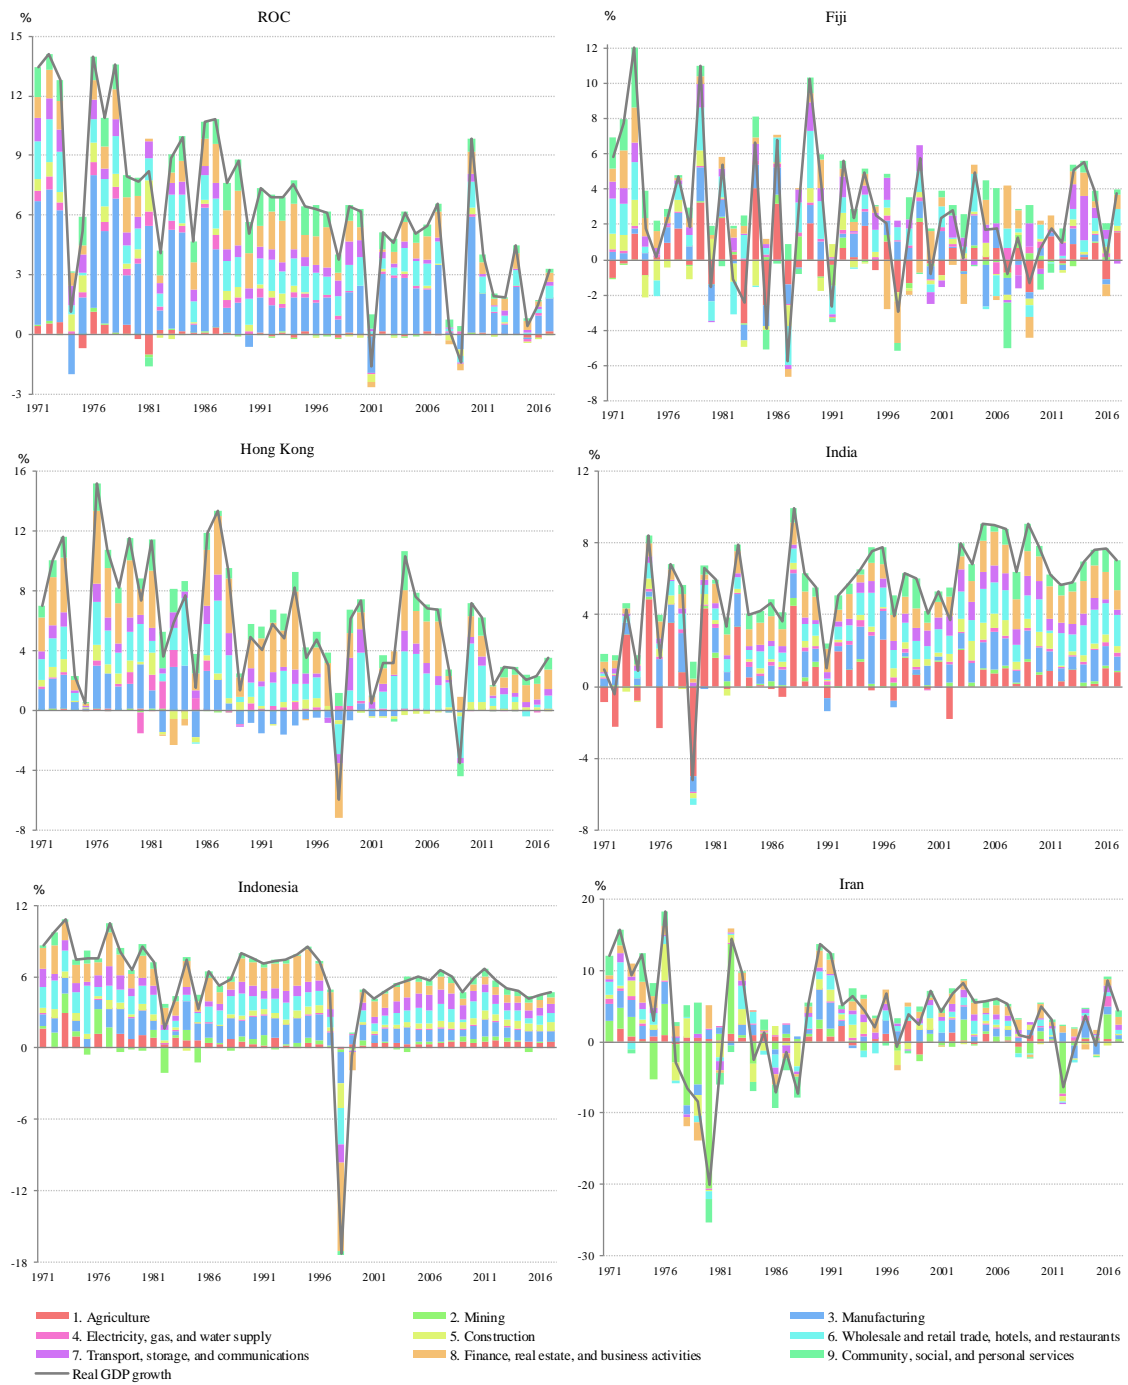 ROC
%
15
12
9
6
3
0
-3
1971 1976 1981 1986 1991 1996 2001 2006 2011 2016
Fiji
%
12
10
8
6
4
2
0
-2
-4
-6
-8
1971 1976 1981 1986 1991 1996 2001 2006 2011 2016
Hong Kong
%
16
12
8
4
0
-4
-8
1971 1976 1981 1986 1991 1996 2001 2006 2011 2016
India
%
12
8
4
0
-4
-8
1971 1976 1981 1986 1991 1996 2001 2006 2011 2016
Indonesia
%
12
6
0
-6
-12
-18
1971 1976 1981 1986 1991 1996 2001 2006 2011 2016
Iran
%
20
10
0
-10
-20
-30
1971 1976 1981 1986 1991 1996 2001 2006 2011 2016
1. Agriculture
2. Mining
3. Manufacturing
4. Electricity, gas, and water supply
5. Construction
6. Wholesale and retail trade, hotels, and restaurants
7. Transport, storage, and communications
8. Finance, real estate, and business activities
9. Community, social, and personal services
Real GDP growth